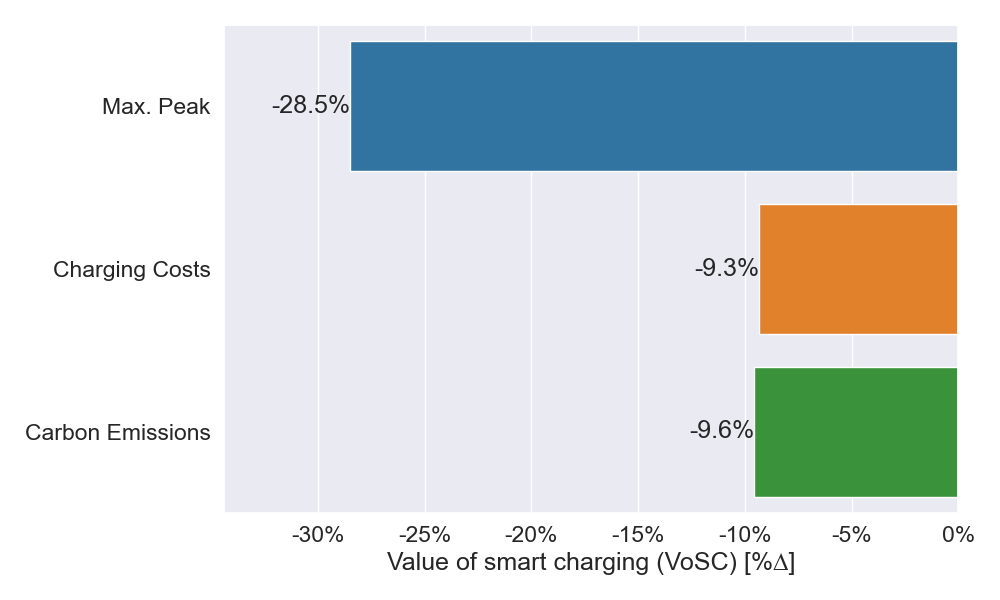 Max. Peak
-28.5%
Charging Costs
-9.3%
Carbon Emissions
-9.6%
-30% -25% -20% -15% -10% -5% 0%
Value of smart charging (VoSC) [%Δ]